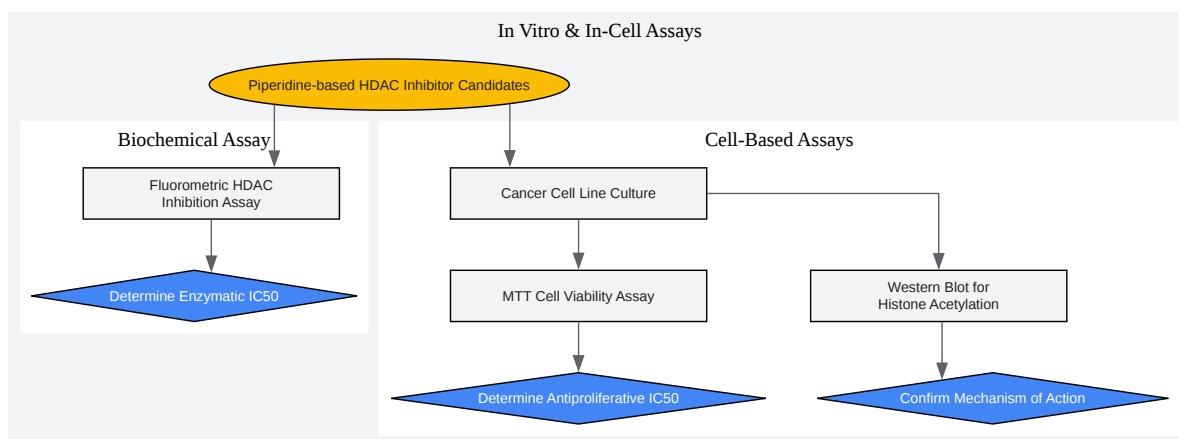 In Vitro & In-Cell Assays
Piperidine-based HDAC Inhibitor Candidates
Biochemical Assay
Cell-Based Assays
Fluorometric HDAC
Inhibition Assay
Cancer Cell Line Culture
Determine Enzymatic IC50
MTT Cell Viability Assay
Western Blot for
Histone Acetylation
Determine Antiproliferative IC50
Confirm Mechanism of Action